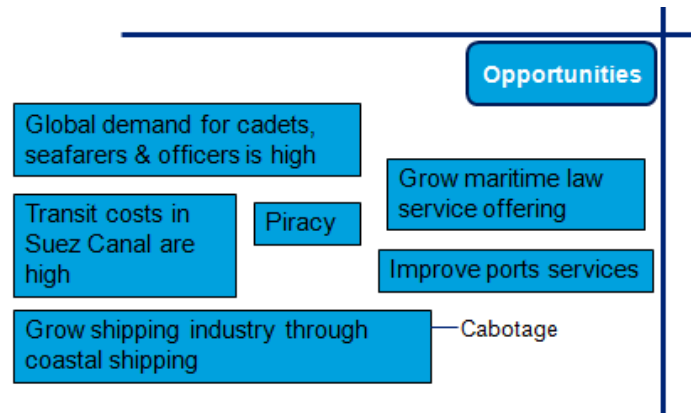 Opportunities
Global demand for cadets,
seafarers & officers is high
Grow maritime law
service offering
Transit costs in
Suez Canal are
high
Piracy
Improve ports services
Grow shipping industry through
coastal shipping
Cabotage